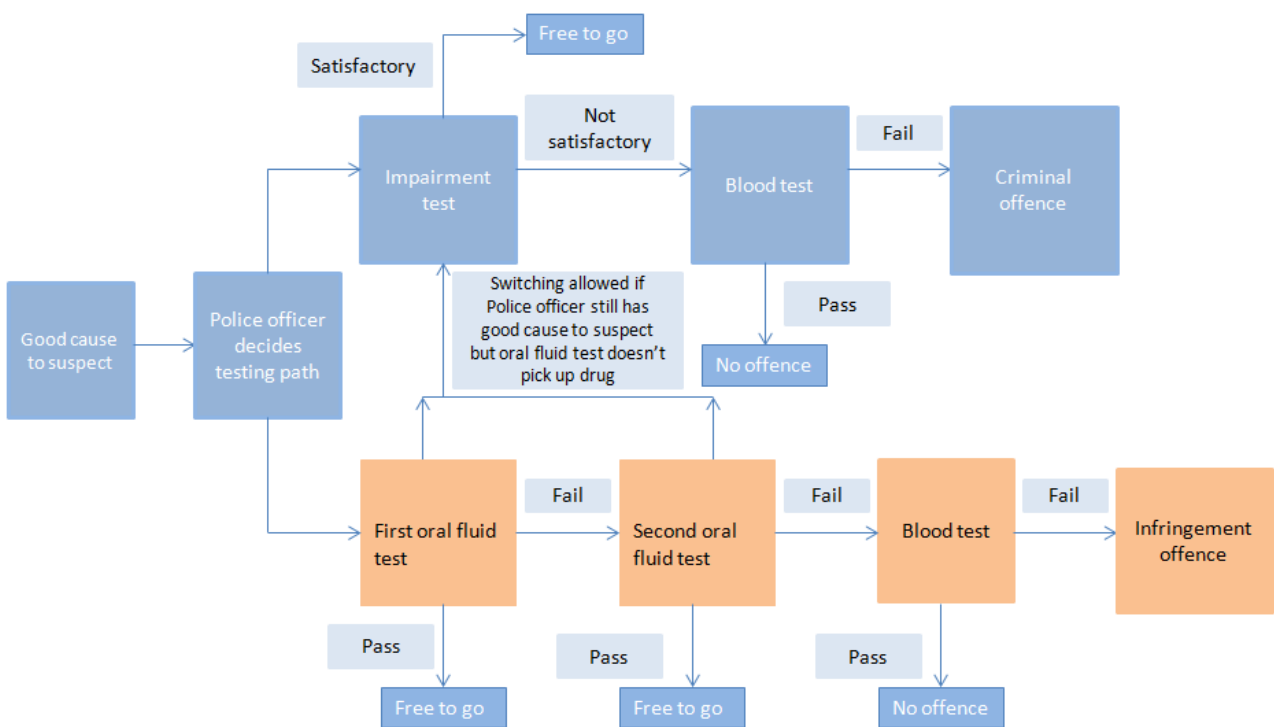 Free to go
Satisfactory
Not
satisfactory
Fail
Impairment
test
Blood test
Criminal
offence
Good cause
to suspect
Police officer
decides
testing path
Switching allowed if
Police officer still has
good cause to suspect
but oral fluid test doesn't
pick up drug
Pass
No offence
First oral fluid
test
Fail
Second oral
fluid test
Fail
Blood test
Fail
Infringement
offence
Pass
Free to go
Pass
Free to go
Pass
No offence